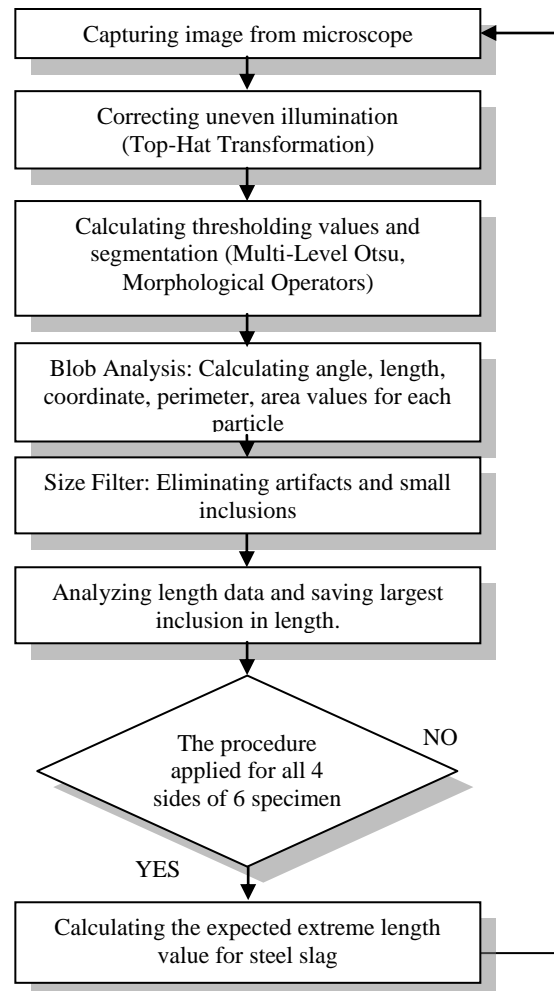 Capturing image from microscope
Correcting uneven illumination
(Top-Hat Transformation)
Calculating thresholding values and
segmentation (Multi-Level Otsu,
Morphological Operators)
Blob Analysis: Calculating angle, length,
coordinate, perimeter, area values for each
particle
Size Filter: Eliminating artifacts and small
inclusions
Analyzing length data and saving largest
inclusion in length.
The procedure
applied for all 4
sides of 6 specimen
NO
YES
Calculating the expected extreme length
value for steel slag